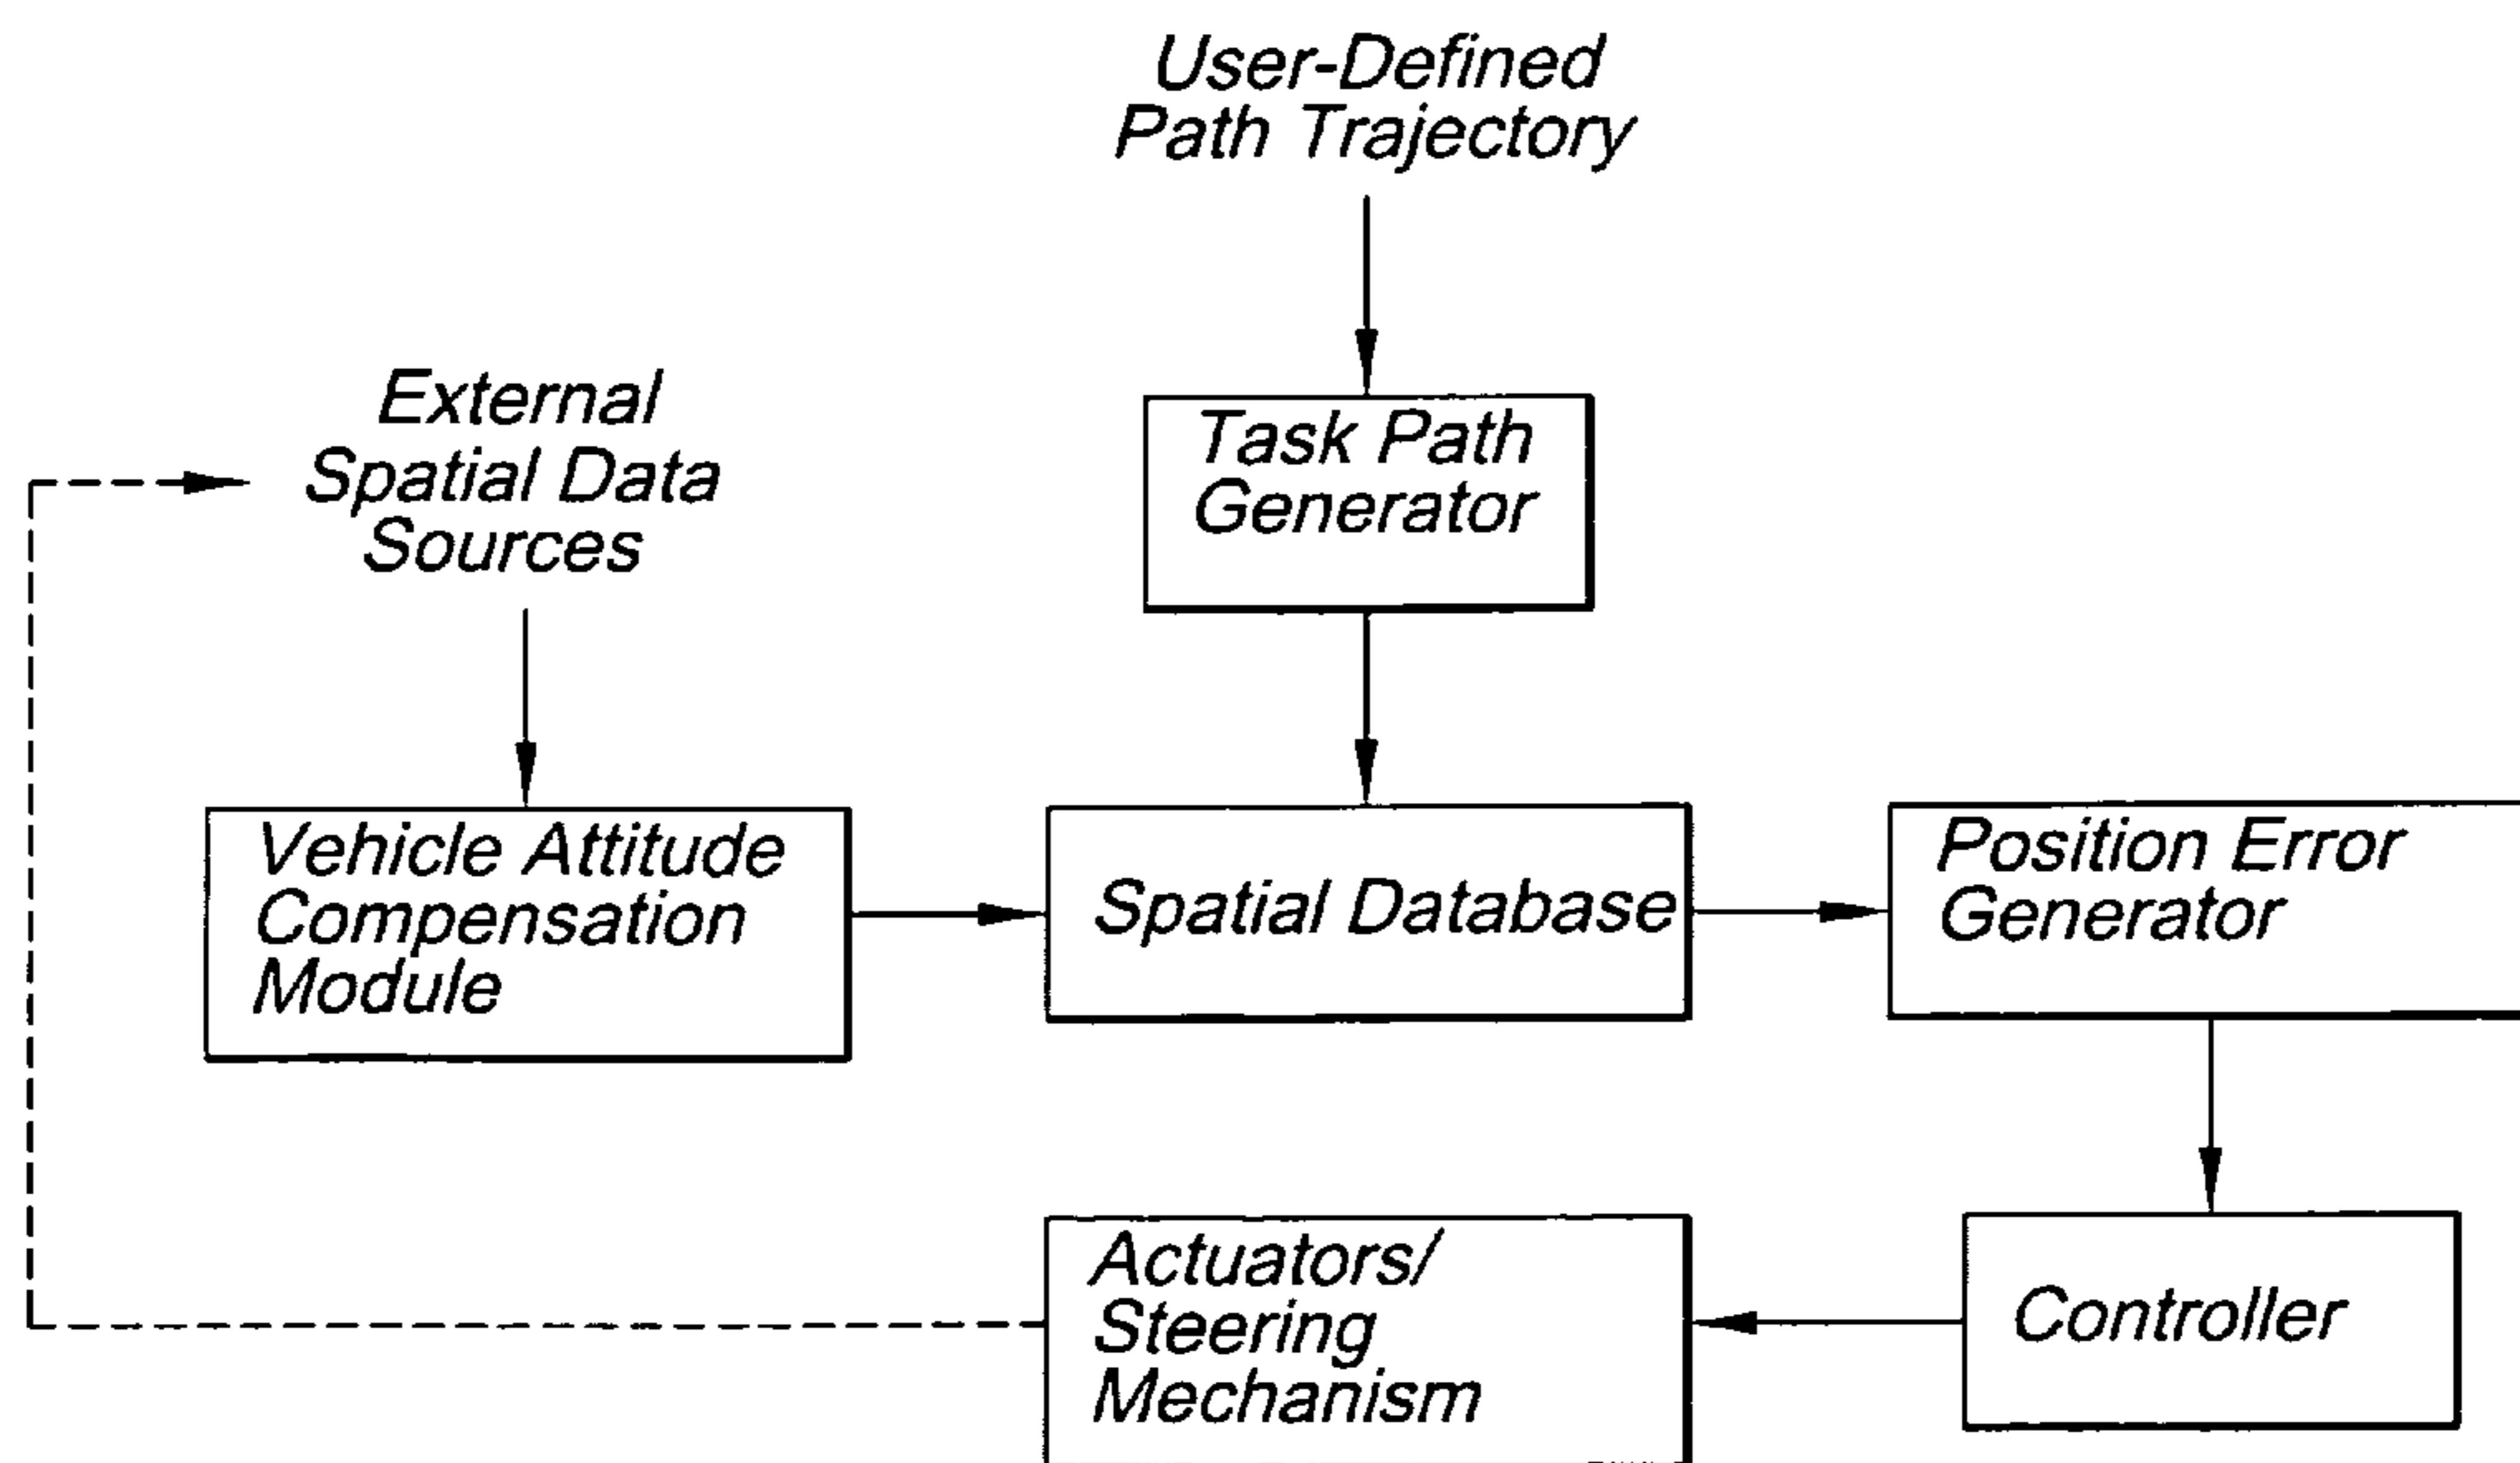 User-Defined
Path Trajectory
External
Spatial Data
Sources
Task Path
Generator
Vehicle Attitude
Compensation
Module
Spatial Database
Position Error
Generator
Actuators/
Steering
Mechanism
Controller